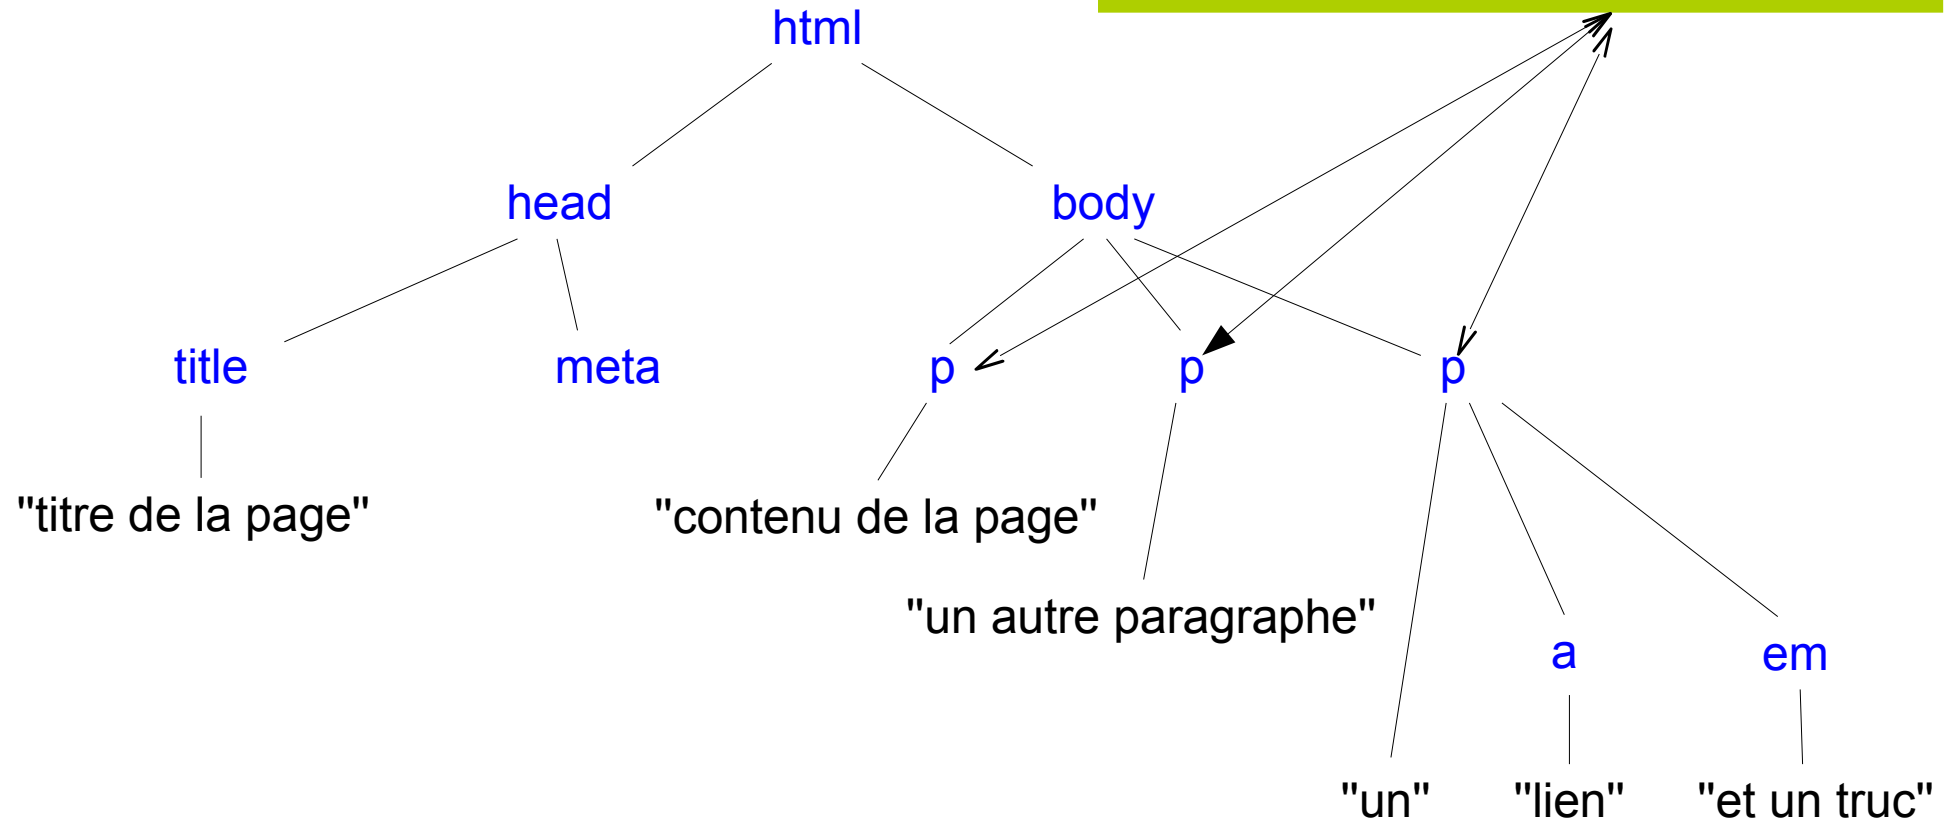 html
head
body
title
meta
p
p
p
"titre de la page"
"contenu de la page"
"un autre paragraphe"
a
em
"un"
"lien"
"et un truc"